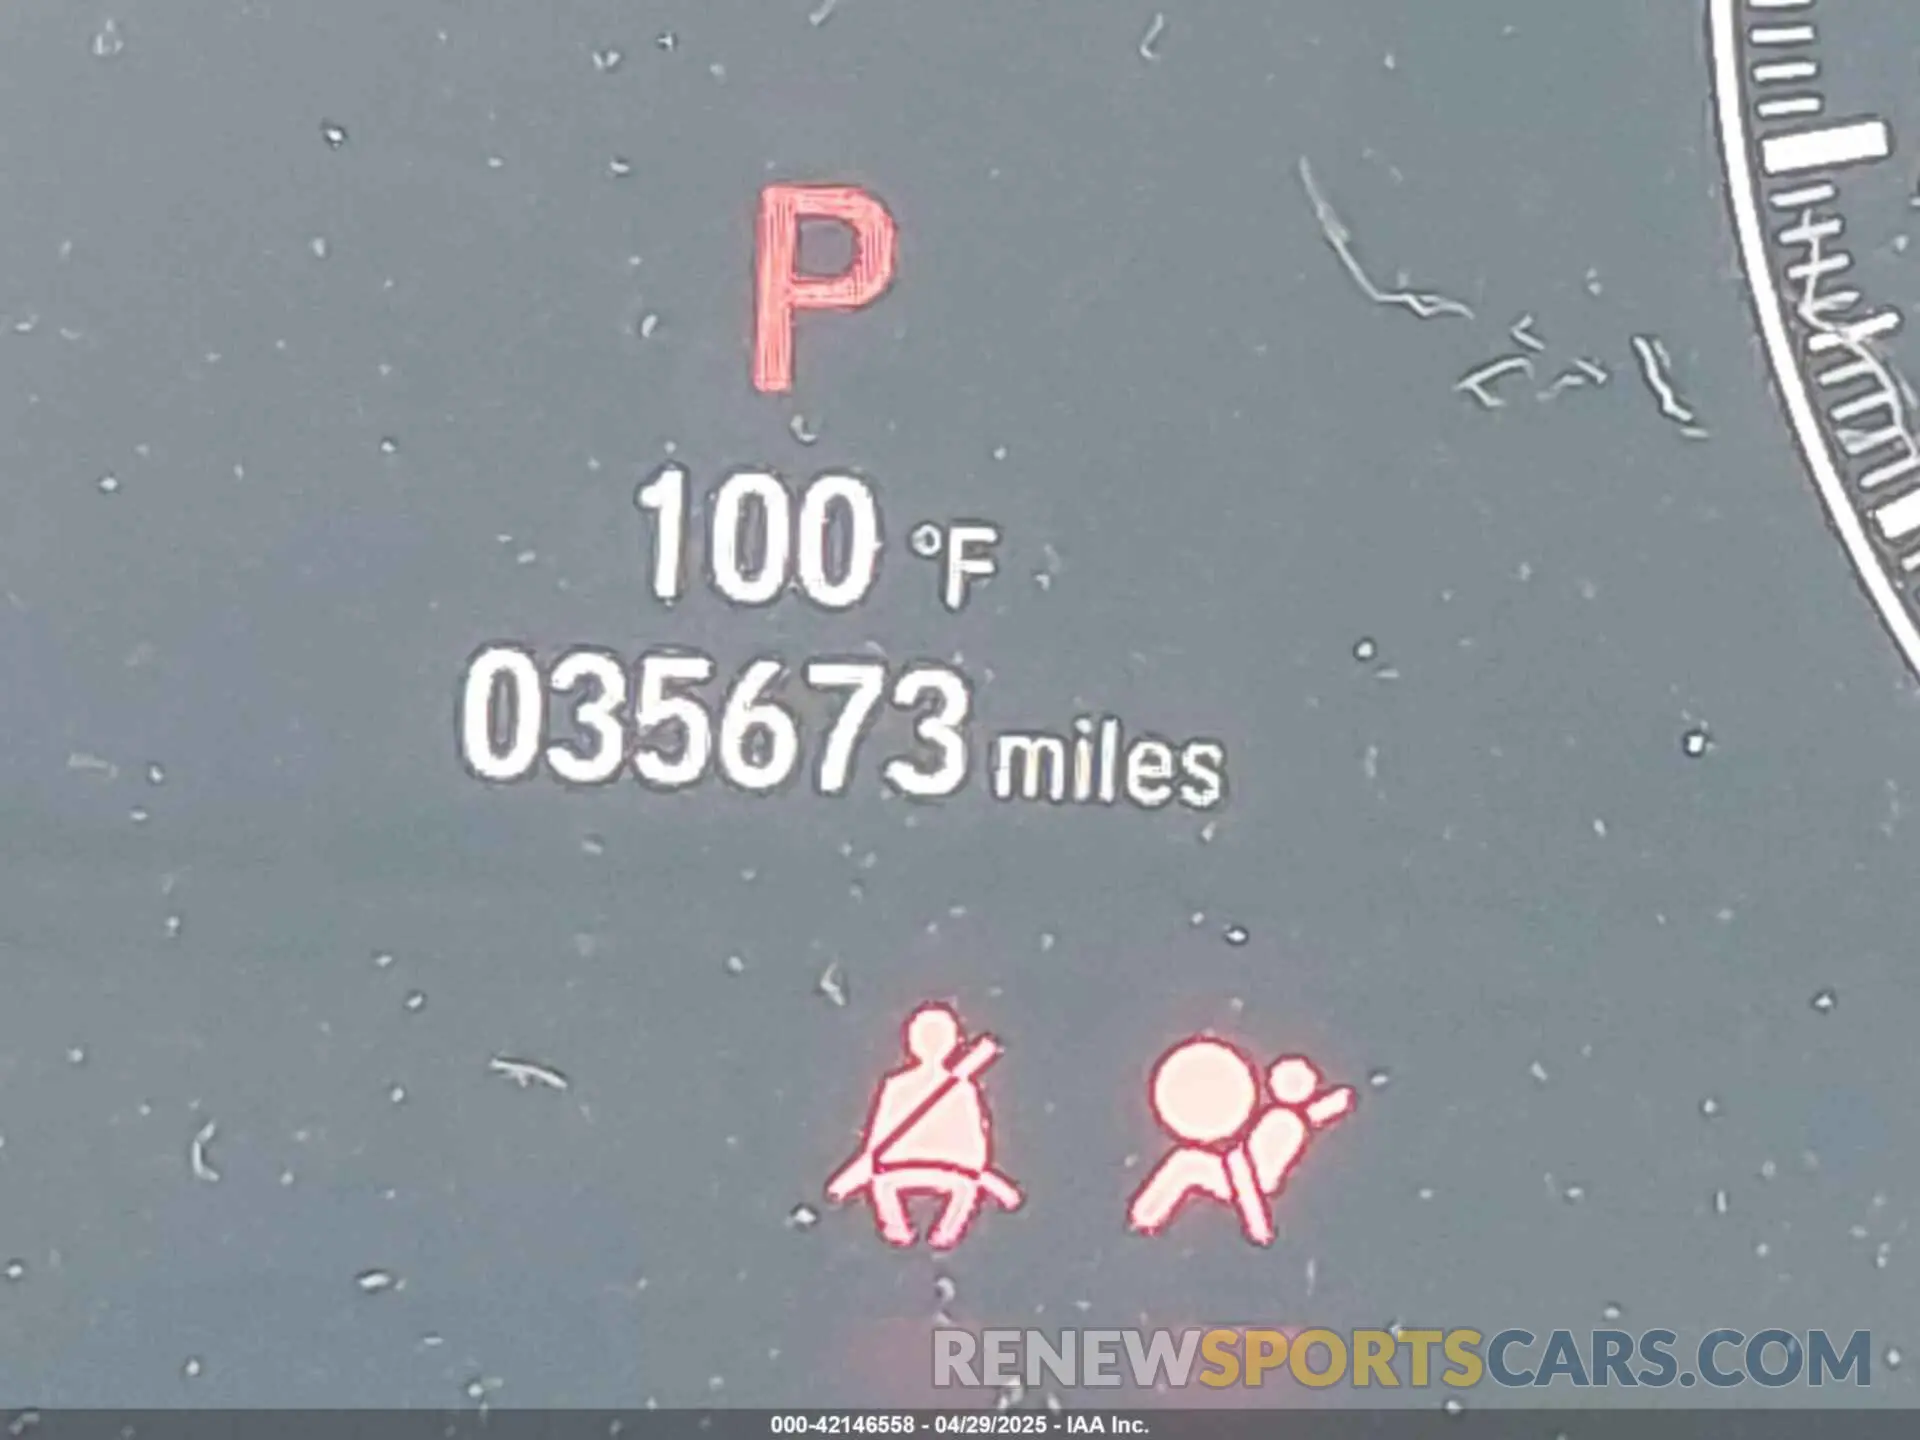 P
100 °F
035673 miles
RENEWSPORTSCARS.COM
000-42146558 - 04/29/2025 - IAA Inc.